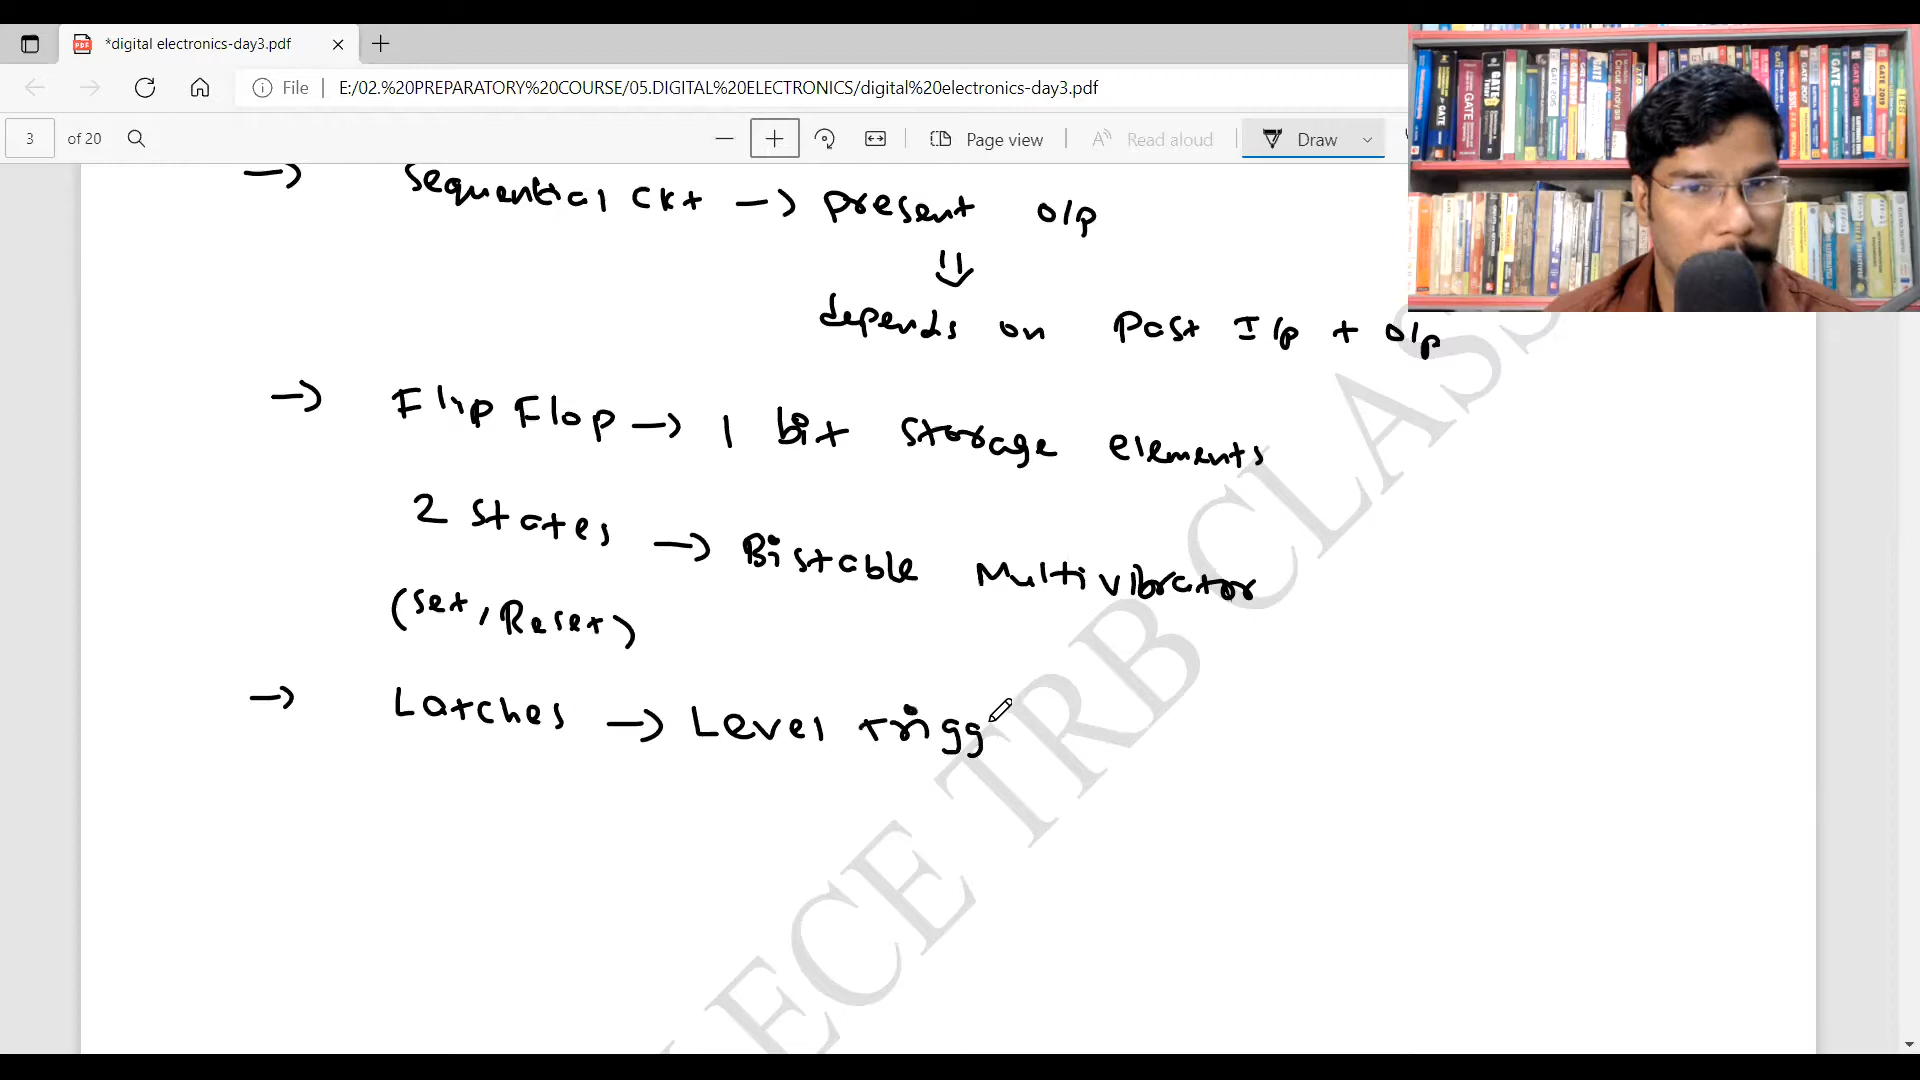 *digital electronics-day3.pdf
File
E:/02.%20PREPARATORY%20COURSE/05.DIGITAL%20ELECTRONICS/digital%20electronics-day3.pdf
3 of 20
Page view
Read aloud
Draw
→ Sequential Ckt → Present o/p
⇓
depends on Past I/p + o/p
→ Flip Flop → 1 bit storage elements
2 states → Bistable Multivibrator
(Set, Reset)
→ Latches → Level trigg
ECE TRB CLASS